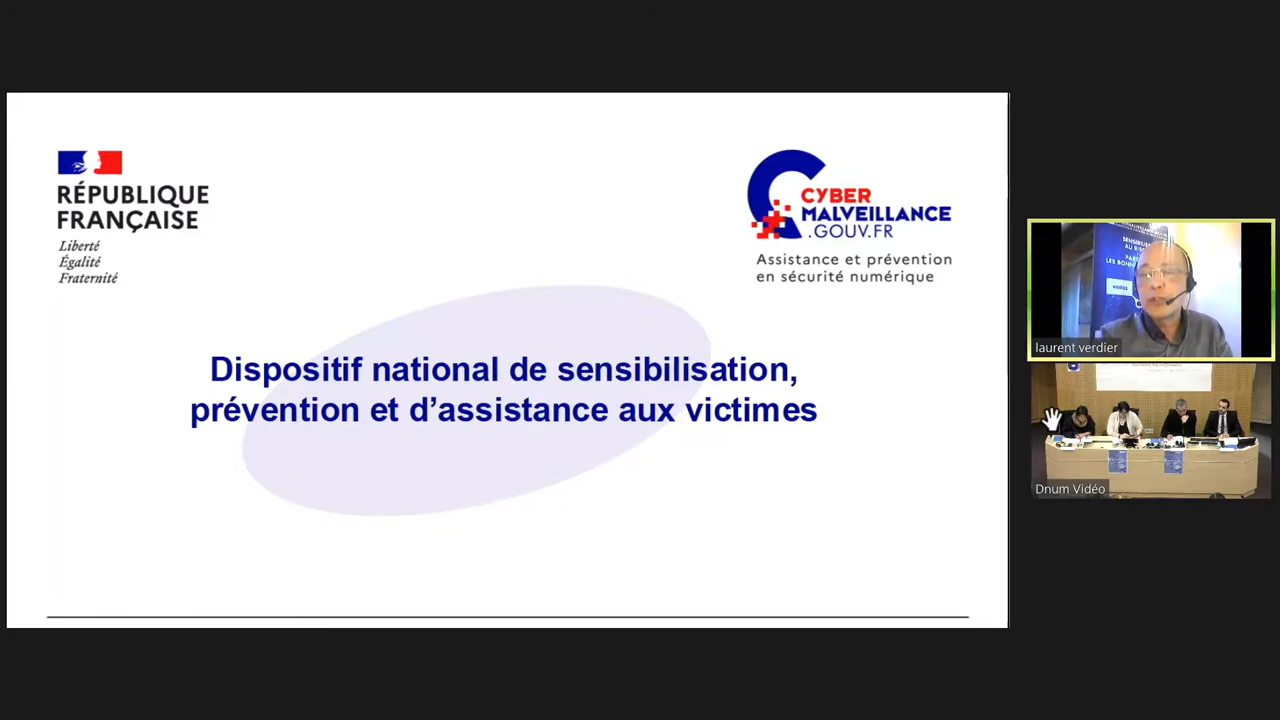 RÉPUBLIQUE
FRANÇAISE
Liberté
Égalité
Fraternité
CYBER
MALVEILLANCE
.GOUV.FR
Assistance et prévention
en sécurité numérique
Dispositif national de sensibilisation,
prévention et d’assistance aux victimes
laurent verdier
Dnum Vidéo